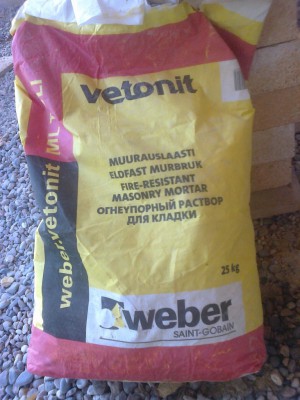 vetonit
MUURAUSLAASTI
ELDFAST MURBRUK
FIRE-RESISTANT
MASONRY MORTAR
ОГНЕУПОРНЫЙ РАСТВОР
ДЛЯ КЛАДКИ
25 kg
weber
SAINT-GOBAIN
weber.vetonit